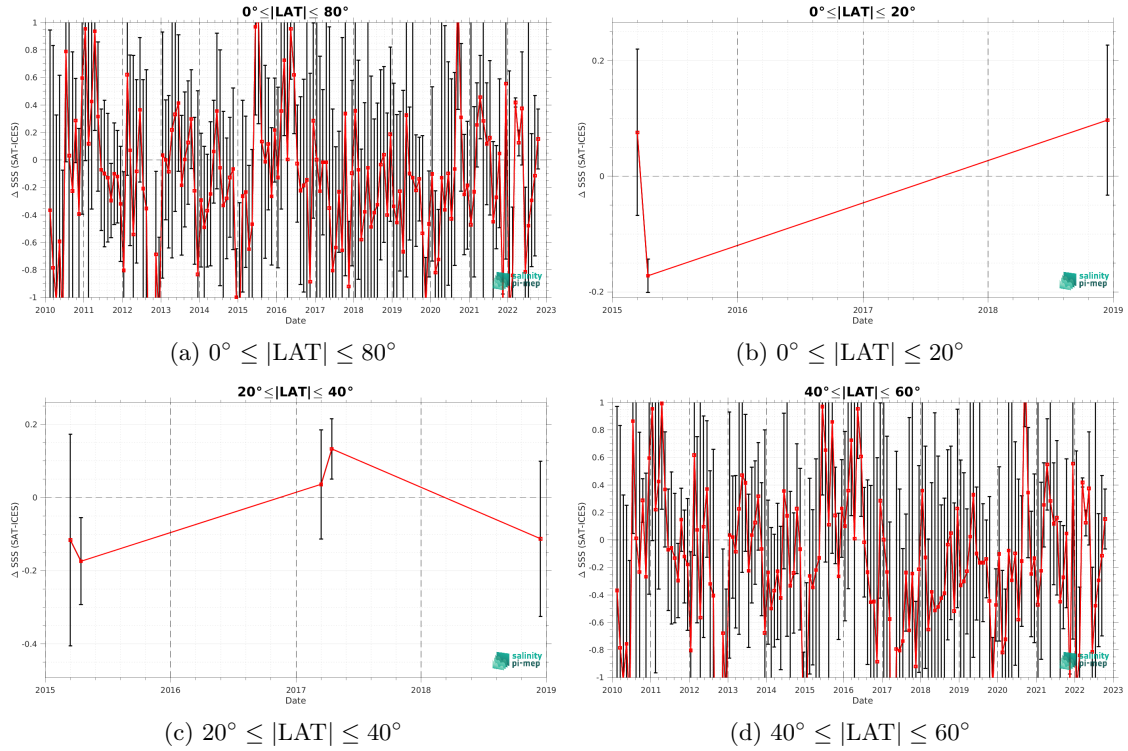 0°≤|LAT|≤ 80°
1
0.8
0.6
0.4
0.2
0
-0.2
-0.4
-0.6
-0.8
-1
Δ SSS (SAT-ICES)
2010 2011 2012 2013 2014 2015 2016 2017 2018 2019 2020 2021 2022 2023
Date
salinity
pi-mep
(a) 0° ≤ |LAT| ≤ 80°
0°≤|LAT|≤ 20°
0.2
0
-0.2
Δ SSS (SAT-ICES)
2015 2016 2017 2018 2019
Date
salinity
pi-mep
(b) 0° ≤ |LAT| ≤ 20°
20°≤|LAT|≤ 40°
0.2
0
-0.2
-0.4
Δ SSS (SAT-ICES)
2015 2016 2017 2018 2019
Date
salinity
pi-mep
(c) 20° ≤ |LAT| ≤ 40°
40°≤|LAT|≤ 60°
1
0.8
0.6
0.4
0.2
0
-0.2
-0.4
-0.6
-0.8
-1
Δ SSS (SAT-ICES)
2010 2011 2012 2013 2014 2015 2016 2017 2018 2019 2020 2021 2022 2023
Date
salinity
pi-mep
(d) 40° ≤ |LAT| ≤ 60°